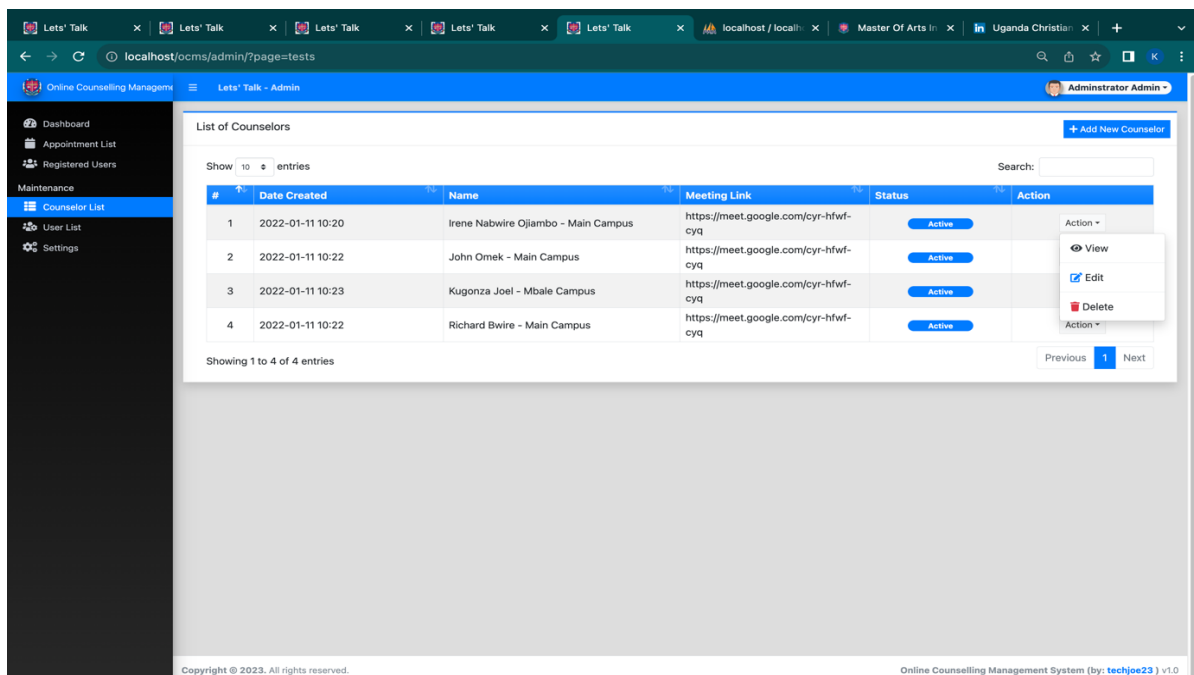 Lets' Talk Lets' Talk Lets' Talk Lets' Talk Lets' Talk localhost / localh Master Of Arts In Uganda Christian
localhost/ocms/admin/?page=tests K
Online Counselling Manageme Lets' Talk - Admin Adminstrator Admin
Dashboard
Appointment List
Registered Users
Maintenance
Counselor List
User List
Settings
List of Counselors + Add New Counselor
Show 10 entries Search:
# Date Created Name Meeting Link Status Action
1 2022-01-11 10:20 Irene Nabwire Ojiambo - Main Campus https://meet.google.com/cyr-hfwf- Active Action
cyq
2 2022-01-11 10:22 John Omek - Main Campus https://meet.google.com/cyr-hfwf- Active
cyq
3 2022-01-11 10:23 Kugonza Joel - Mbale Campus https://meet.google.com/cyr-hfwf- Active
cyq
4 2022-01-11 10:22 Richard Bwire - Main Campus https://meet.google.com/cyr-hfwf- Active Action
cyq
View
Edit
Delete
Showing 1 to 4 of 4 entries Previous 1 Next
Copyright © 2023. All rights reserved. Online Counselling Management System (by: techjoe23 ) v1.0